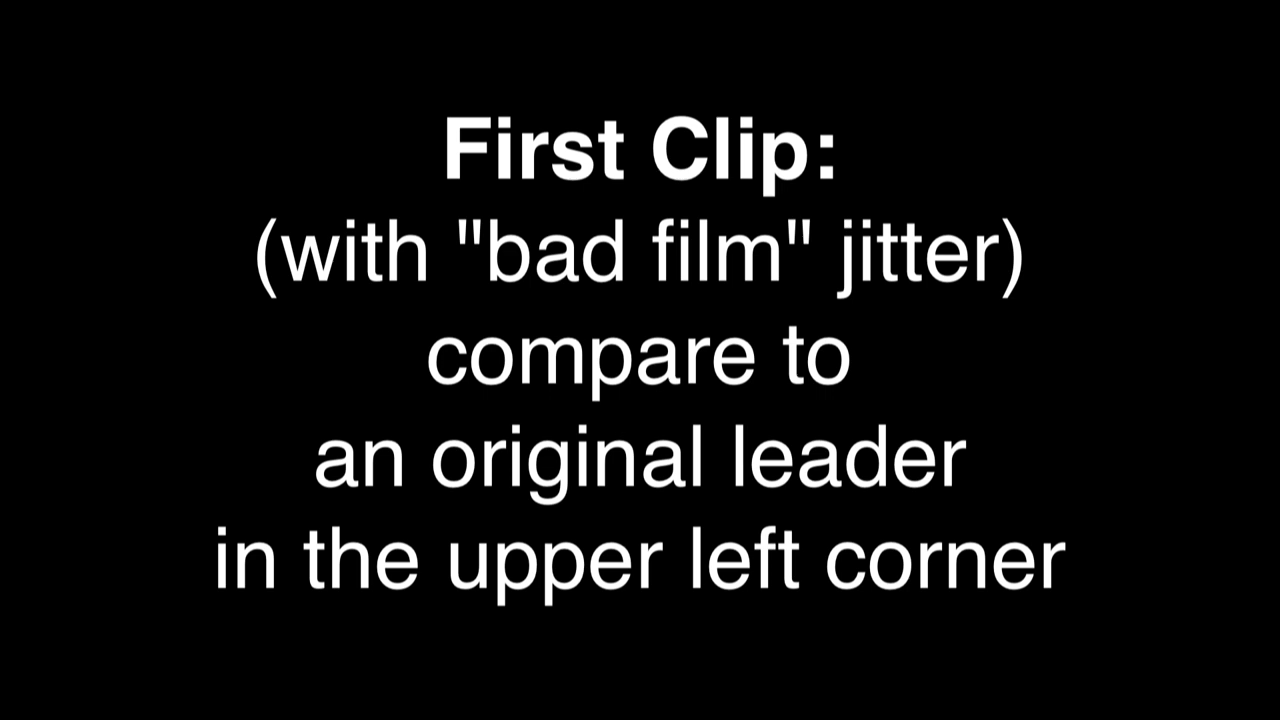 First Clip:
(with "bad film" jitter)
compare to
an original leader
in the upper left corner